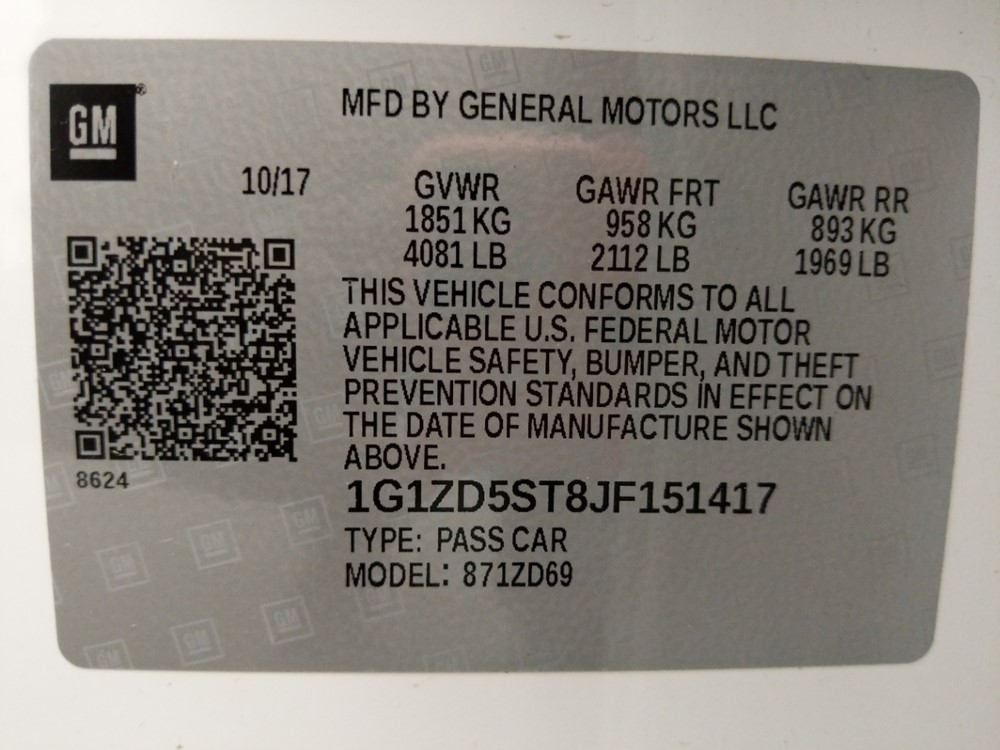 GM
MFD BY GENERAL MOTORS LLC
10/17
GVWR GAWR FRT GAWR RR
1851 KG 958 KG 893 KG
4081 LB 2112 LB 1969 LB
THIS VEHICLE CONFORMS TO ALL
APPLICABLE U.S. FEDERAL MOTOR
VEHICLE SAFETY, BUMPER, AND THEFT
PREVENTION STANDARDS IN EFFECT ON
THE DATE OF MANUFACTURE SHOWN
ABOVE.
8624
1G1ZD5ST8JF151417
TYPE: PASS CAR
MODEL: 871ZD69